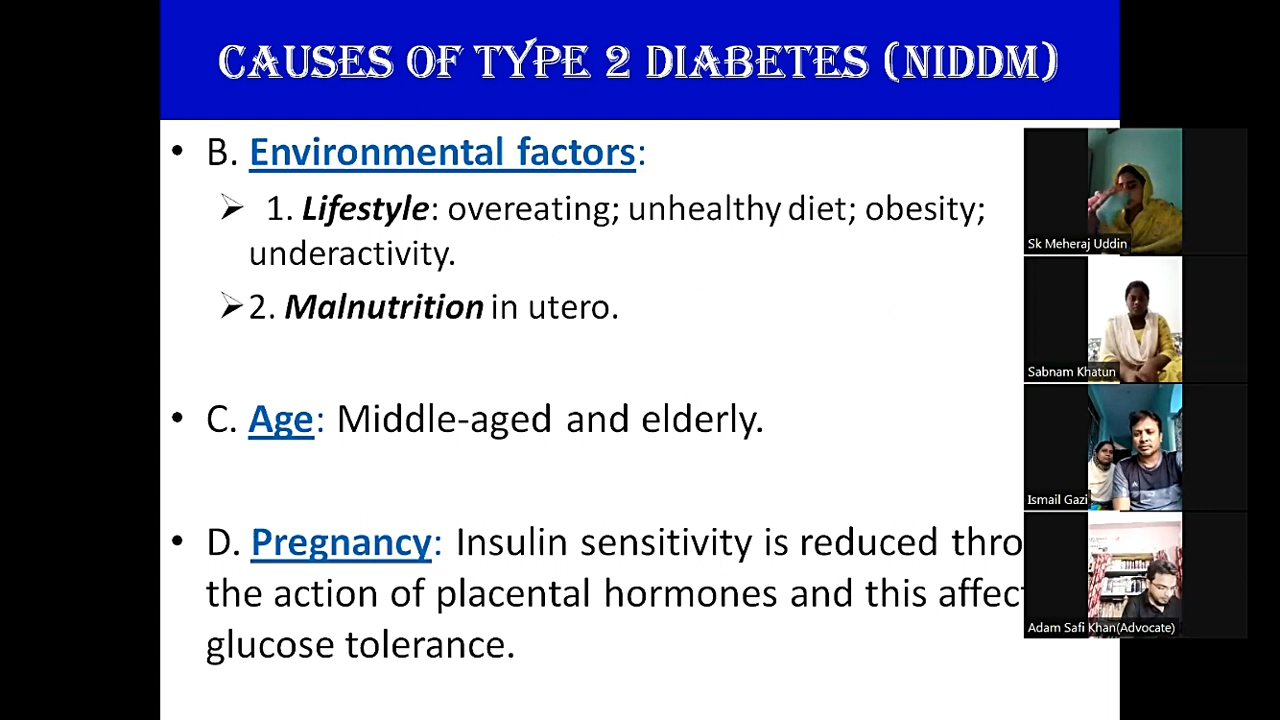 CAUSES OF TYPE 2 DIABETES (NIDDM)
• B. Environmental factors:
➢ 1. Lifestyle: overeating; unhealthy diet; obesity;
underactivity.
➢ 2. Malnutrition in utero.
• C. Age: Middle-aged and elderly.
• D. Pregnancy: Insulin sensitivity is reduced thro
the action of placental hormones and this affect
glucose tolerance.
Sk Meheraj Uddin
Sabnam Khatun
Ismail Gazi
Adam Safi Khan(Advocate)